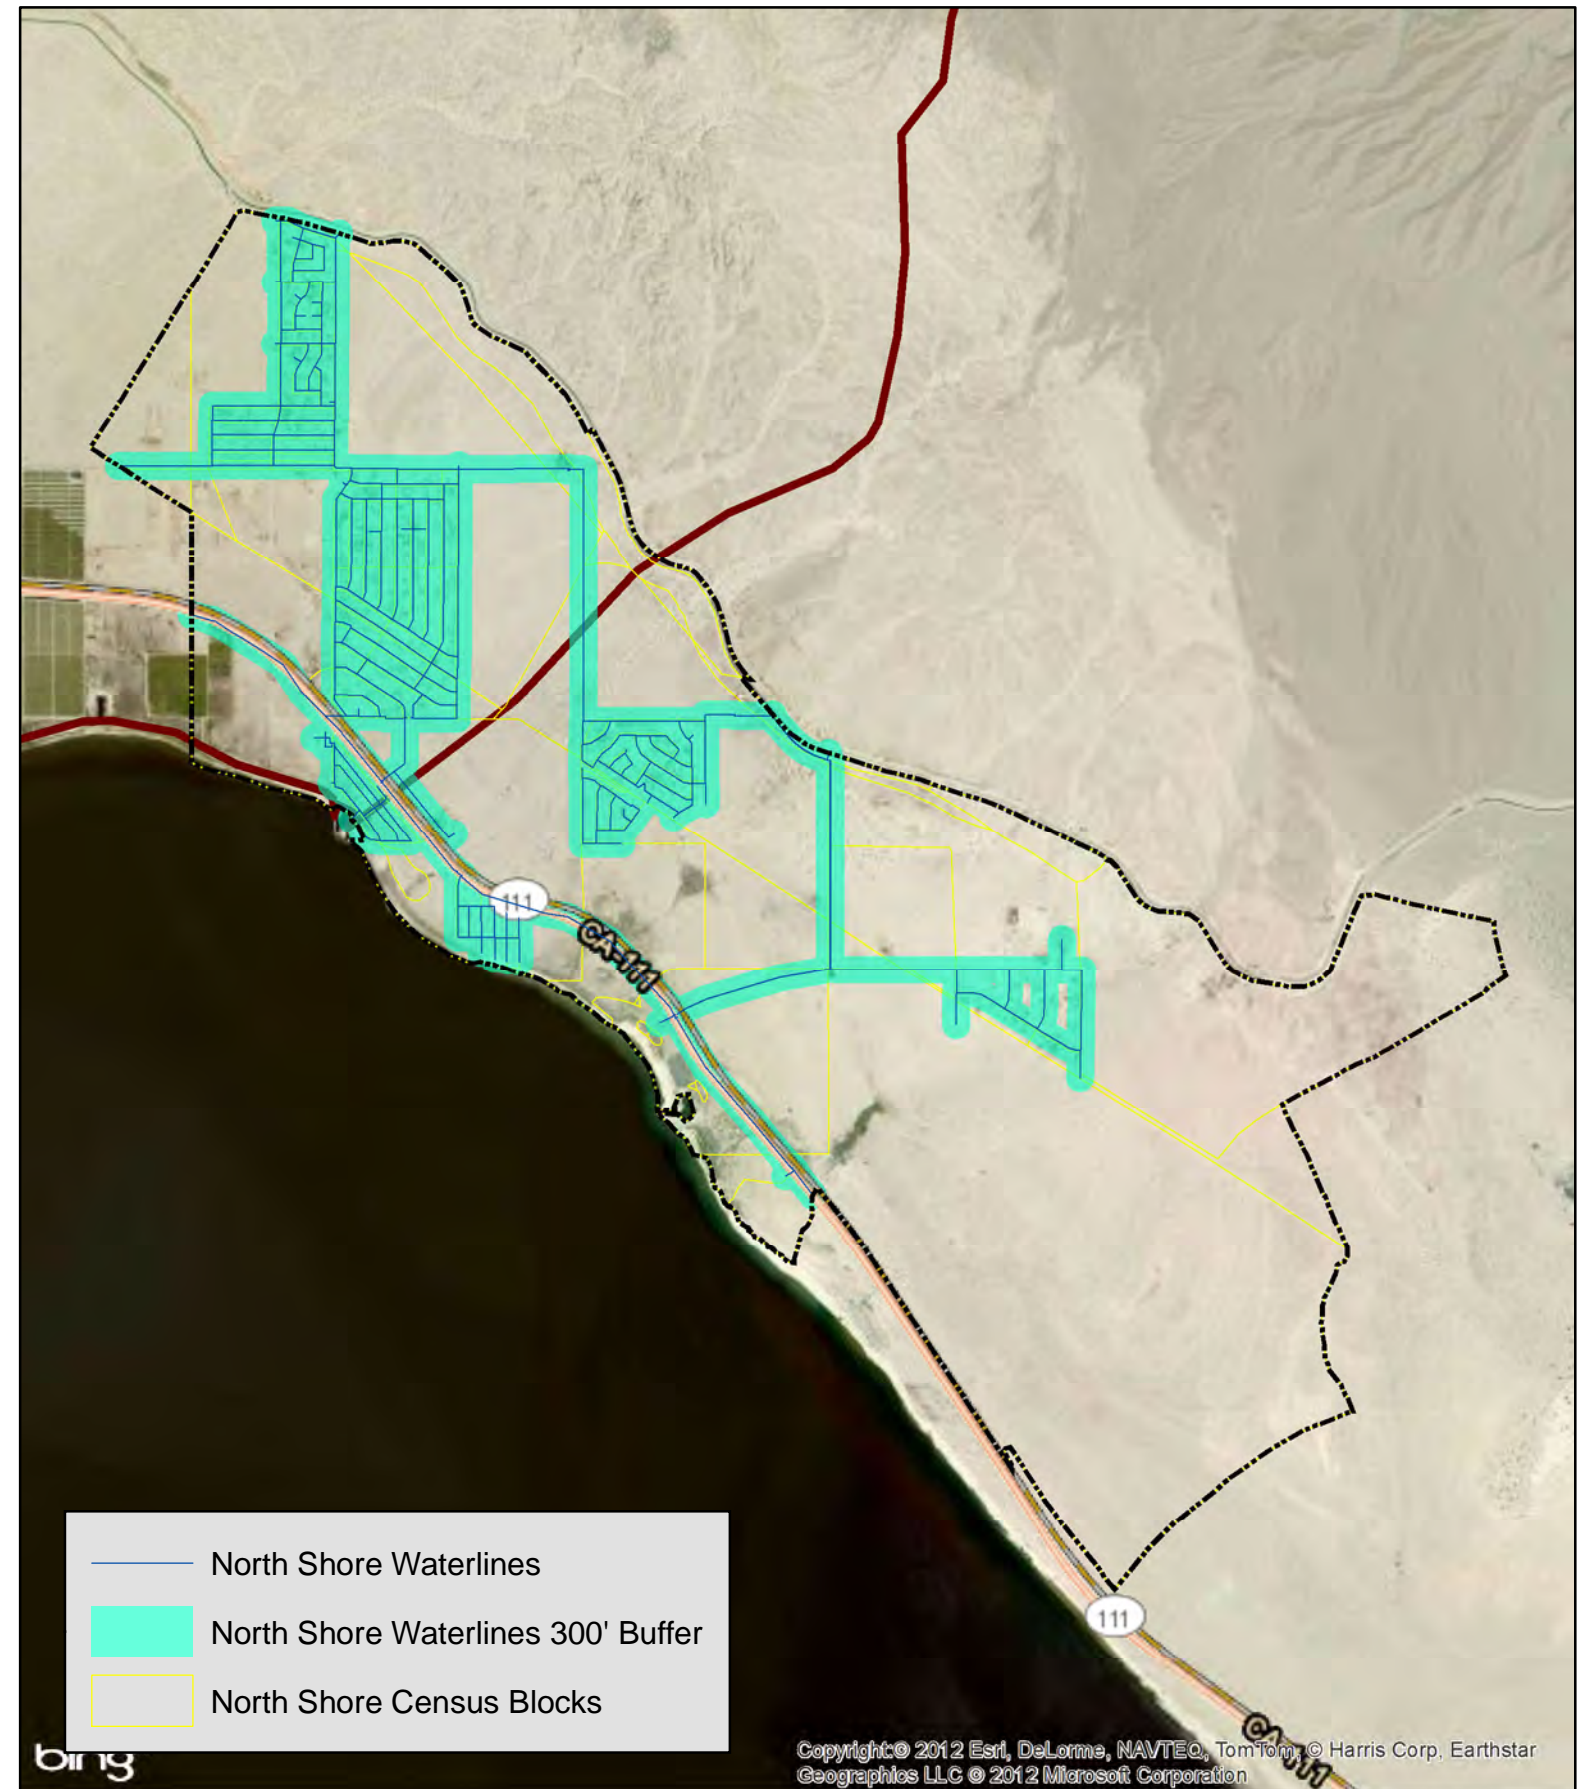 111
CA-111
North Shore Waterlines
North Shore Waterlines 300' Buffer
North Shore Census Blocks
111
CA-111
bing
Copyright:© 2012 Esri, DeLorme, NAVTEQ, TomTom, © Harris Corp, Earthstar
Geographics LLC © 2012 Microsoft Corporation